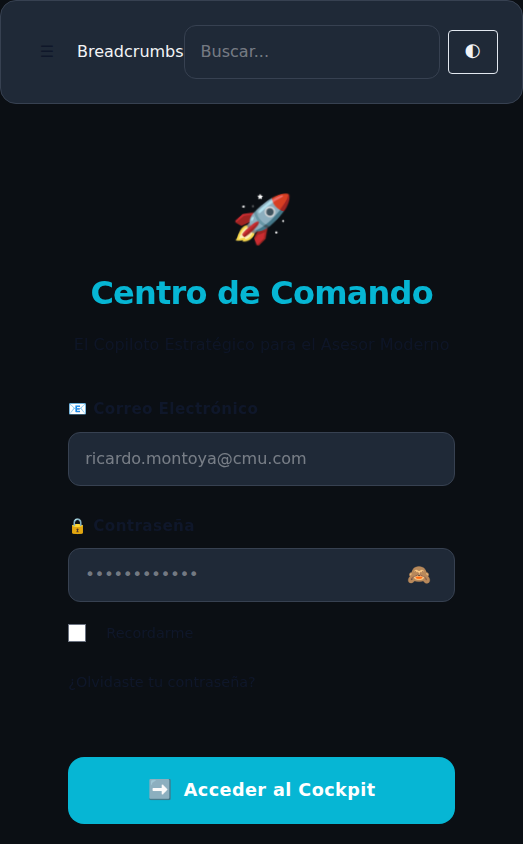 Breadcrumbs
Buscar...
Centro de Comando
El Copiloto Estratégico para el Asesor Moderno
Correo Electrónico
ricardo.montoya@cmu.com
Contraseña
••••••••••••
Recordarme
¿Olvidaste tu contraseña?
Acceder al Cockpit